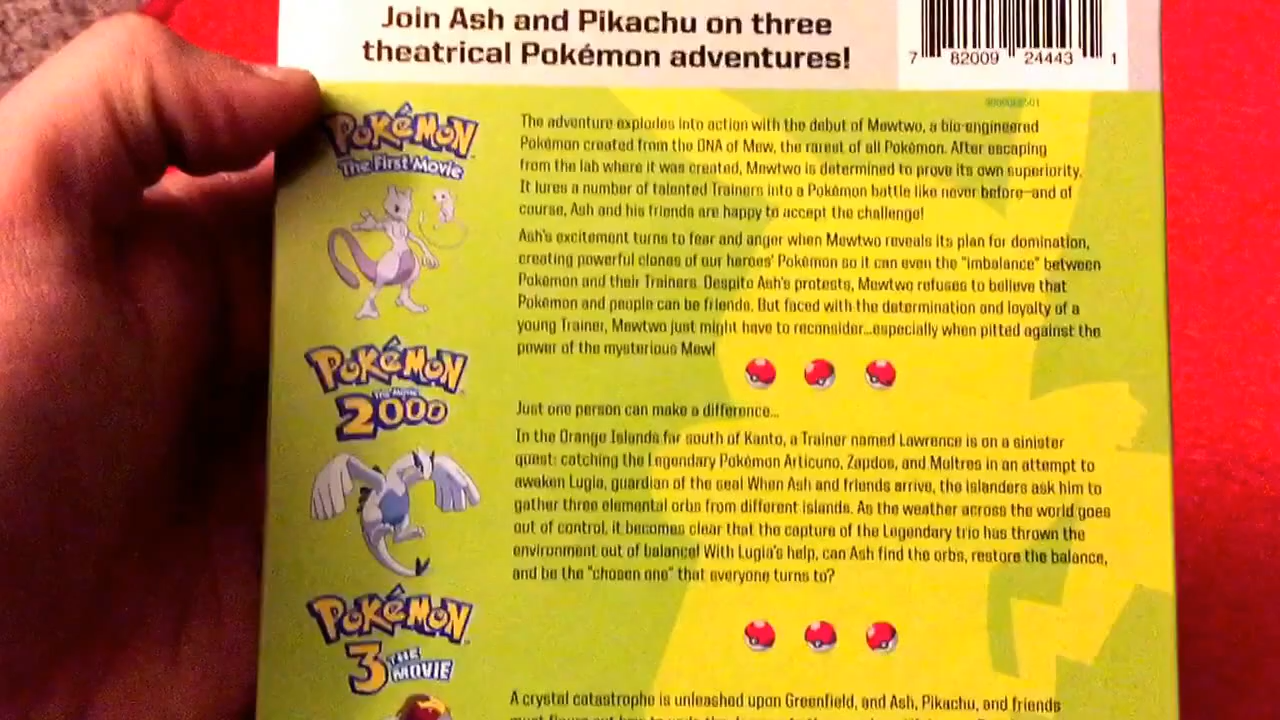 Join Ash and Pikachu on three
theatrical Pokémon adventures!
7 82009 24443 1
POKéMON
The First Movie
The adventure explodes into action with the debut of Mewtwo, a bio-engineered
Pokémon created from the DNA of Mew, the rarest of all Pokémon. After escaping
from the lab where it was created, Mewtwo is determined to prove its own superiority.
It lures a number of talented Trainers into a Pokémon battle like never before—and of
course, Ash and his friends are happy to accept the challenge!
Ash's excitement turns to fear and anger when Mewtwo reveals its plan for domination,
creating powerful clones of our heroes' Pokémon so it can even the "imbalance" between
Pokémon and their Trainers. Despite Ash's protests, Mewtwo refuses to believe that
Pokémon and people can be friends. But faced with the determination and loyalty of a
young Trainer, Mewtwo just might have to reconsider...especially when pitted against the
power of the mysterious Mew!
POKéMON
The Movie
2000
Just one person can make a difference...
In the Orange Islands far south of Kanto, a Trainer named Lawrence is on a sinister
quest: catching the Legendary Pokémon Articuno, Zapdos, and Moltres in an attempt to
awaken Lugia, guardian of the sea! When Ash and friends arrive, the islanders ask him to
gather three elemental orbs from different islands. As the weather across the world goes
out of control, it becomes clear that the capture of the Legendary trio has thrown the
environment out of balance! With Lugia's help, can Ash find the orbs, restore the balance,
and be the "chosen one" that everyone turns to?
POKéMON
3 THE MOVIE
A crystal catastrophe is unleashed upon Greenfield, and Ash, Pikachu, and friends